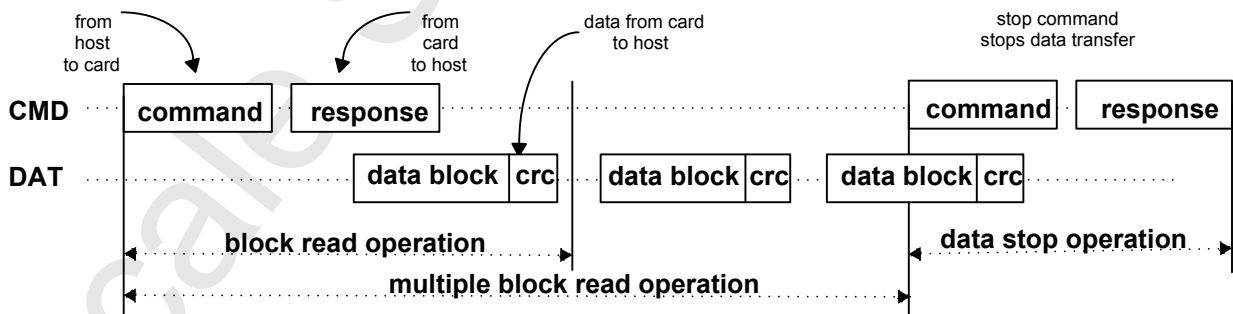 from
host
to card
from
card
to host
data from card
to host
stop command
stops data transfer
CMD
command
response
command
response
DAT
data block
crc
data block
crc
data block
crc
block read operation
data stop operation
multiple block read operation
cale S